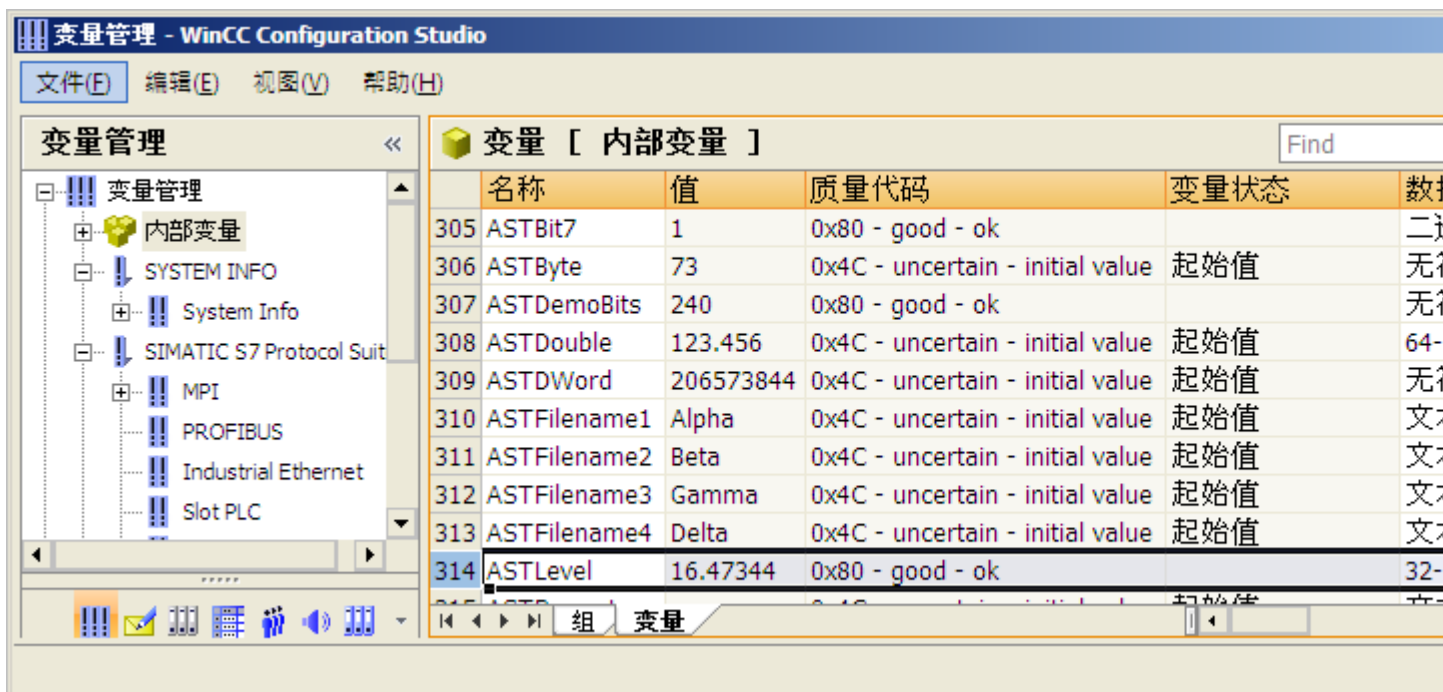 变量管理 - WinCC Configuration Studio
文件(F) 编辑(E) 视图(V) 帮助(H)
变量管理 «
变量管理
内部变量
SYSTEM INFO
System Info
SIMATIC S7 Protocol Suit
MPI
PROFIBUS
Industrial Ethernet
Slot PLC
变量 [ 内部变量 ] Find
名称 值 质量代码 变量状态
305 ASTBit7 1 0x80 - good - ok
306 ASTByte 73 0x4C - uncertain - initial value 起始值
307 ASTDemoBits 240 0x80 - good - ok
308 ASTDouble 123.456 0x4C - uncertain - initial value 起始值 64-
309 ASTDWord 206573844 0x4C - uncertain - initial value 起始值
310 ASTFilename1 Alpha 0x4C - uncertain - initial value 起始值
311 ASTFilename2 Beta 0x4C - uncertain - initial value 起始值
312 ASTFilename3 Gamma 0x4C - uncertain - initial value 起始值
313 ASTFilename4 Delta 0x4C - uncertain - initial value 起始值
314 ASTLevel 16.47344 0x80 - good - ok 32-
组 变量